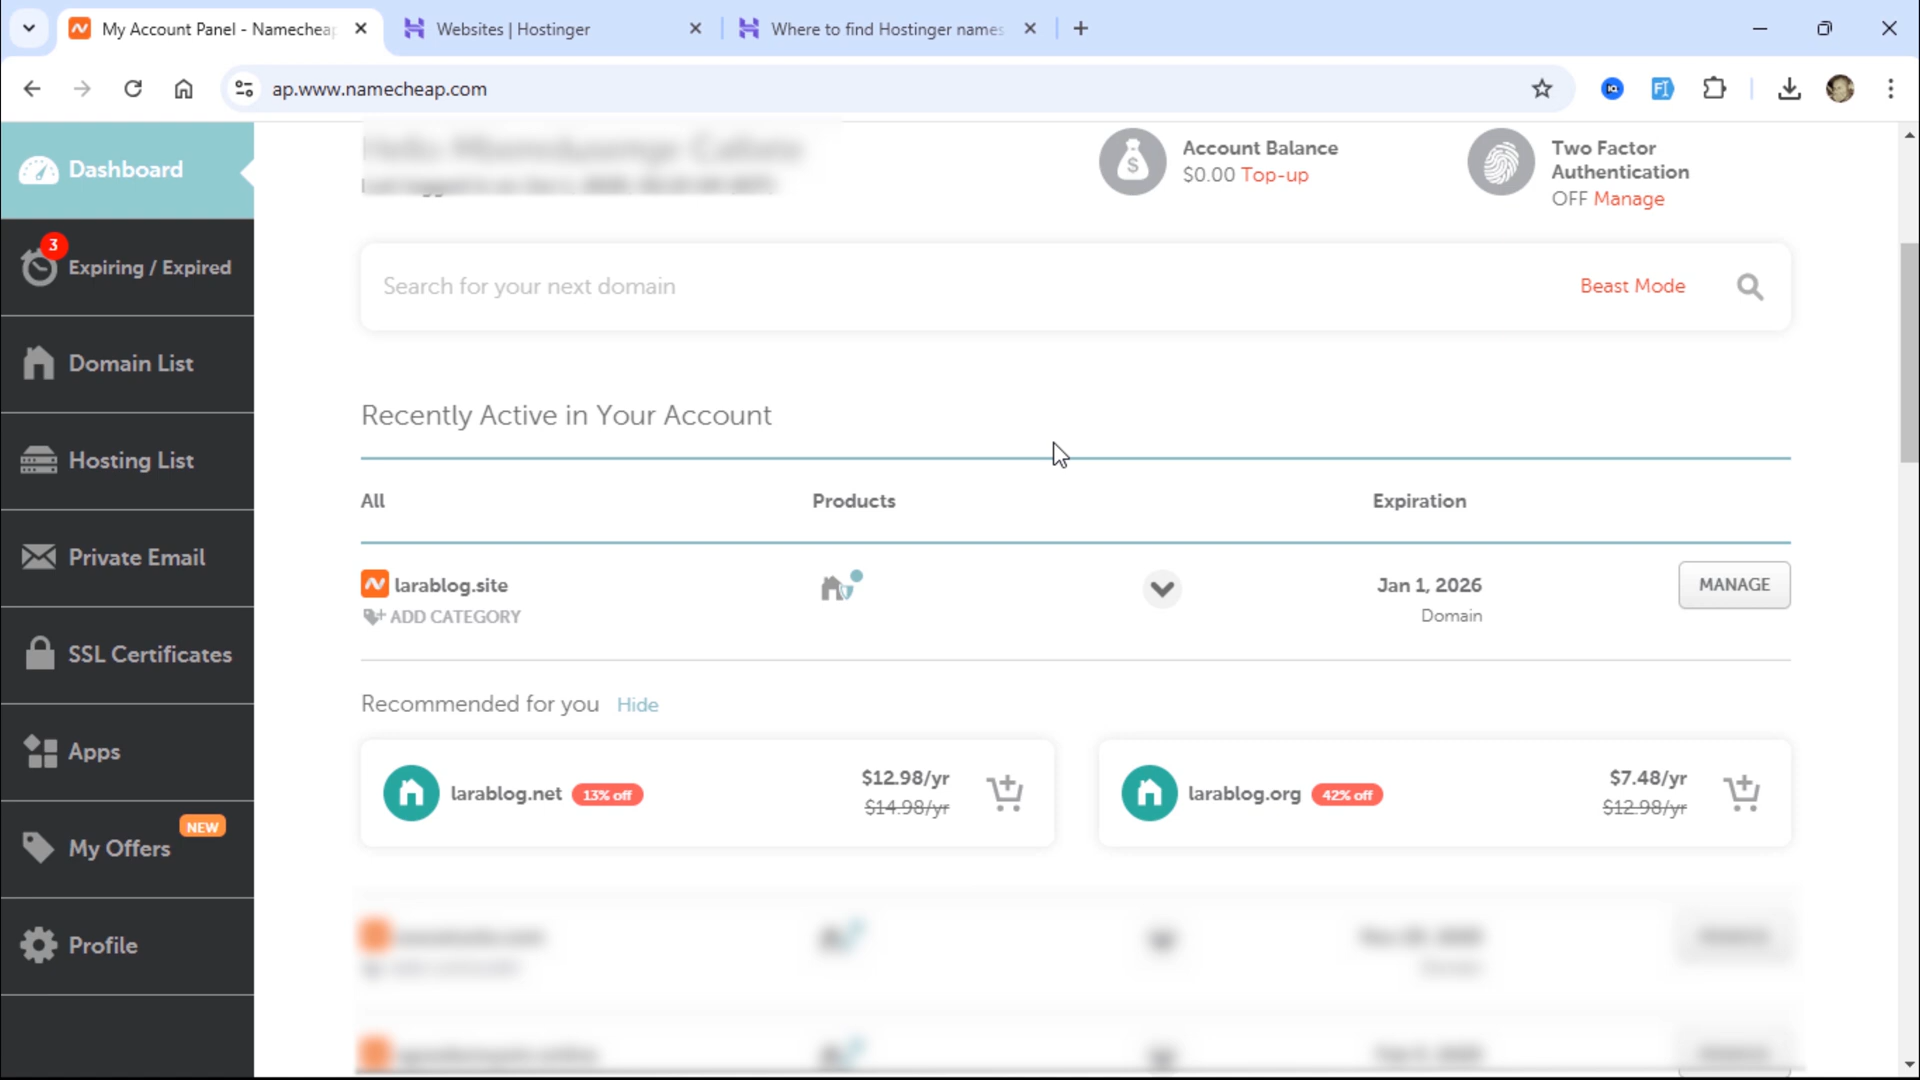 My Account Panel - Namecheap
Websites | Hostinger
Where to find Hostinger names
ap.www.namecheap.com
Dashboard
3
Expiring / Expired
Domain List
Hosting List
Private Email
SSL Certificates
Apps
NEW
My Offers
Profile
Account Balance
$0.00 Top-up
Two Factor
Authentication
OFF Manage
Search for your next domain
Beast Mode
Recently Active in Your Account
All
Products
Expiration
larablog.site
ADD CATEGORY
Jan 1, 2026
Domain
MANAGE
Recommended for you Hide
larablog.net 13% off
$12.98/yr
$14.98/yr
larablog.org 42% off
$7.48/yr
$12.98/yr